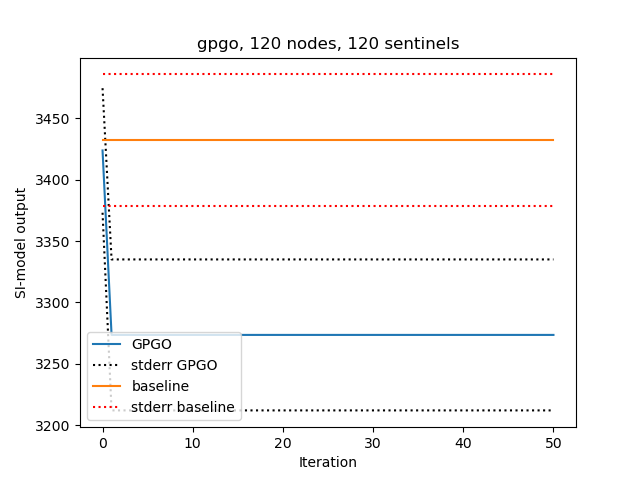 gpgo, 120 nodes, 120 sentinels
SI-model output
3450
3400
3350
3300
3250
3200
GPGO
stderr GPGO
baseline
stderr baseline
0
10
20
30
40
50
Iteration